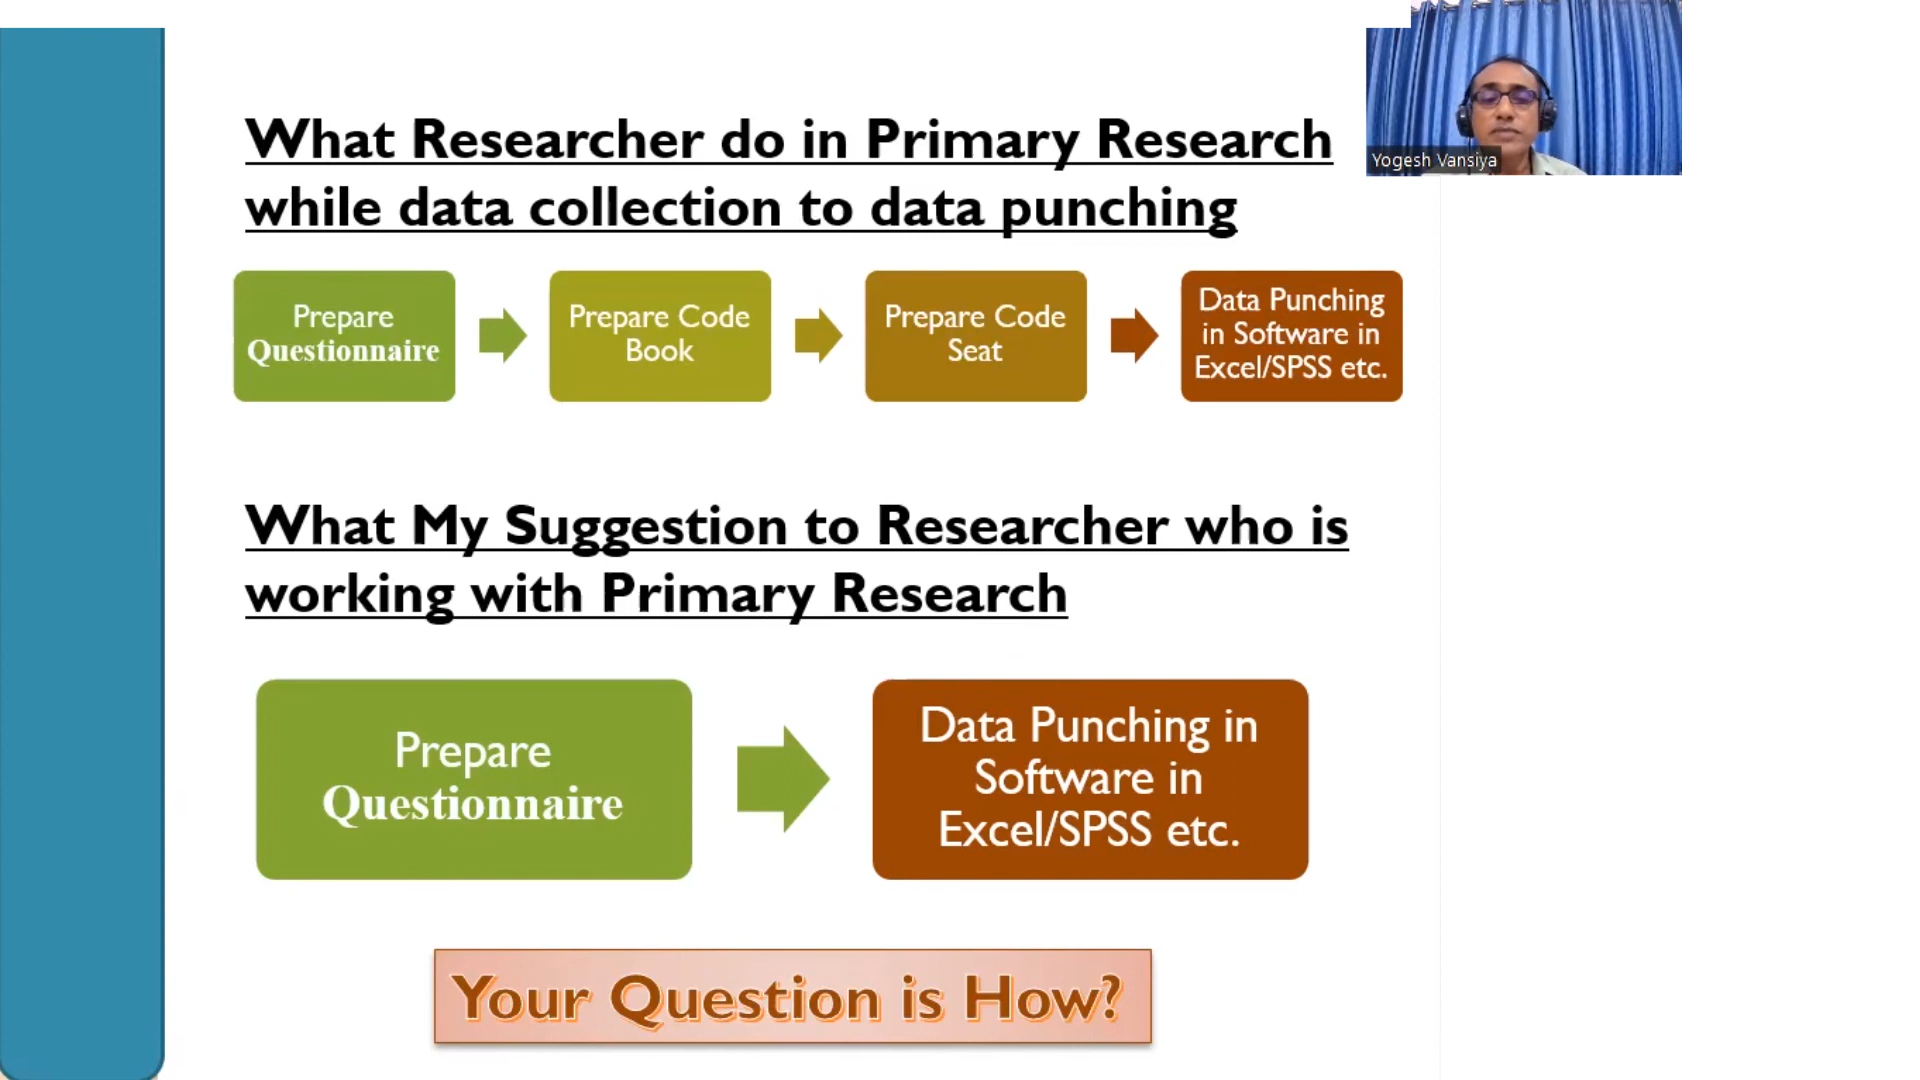 What Researcher do in Primary Research
while data collection to data punching
Yogesh Vansiya
Prepare
Questionnaire
Prepare Code
Book
Prepare Code
Seat
Data Punching
in Software in
Excel/SPSS etc.
What My Suggestion to Researcher who is
working with Primary Research
Prepare
Questionnaire
Data Punching in
Software in
Excel/SPSS etc.
Your Question is How?